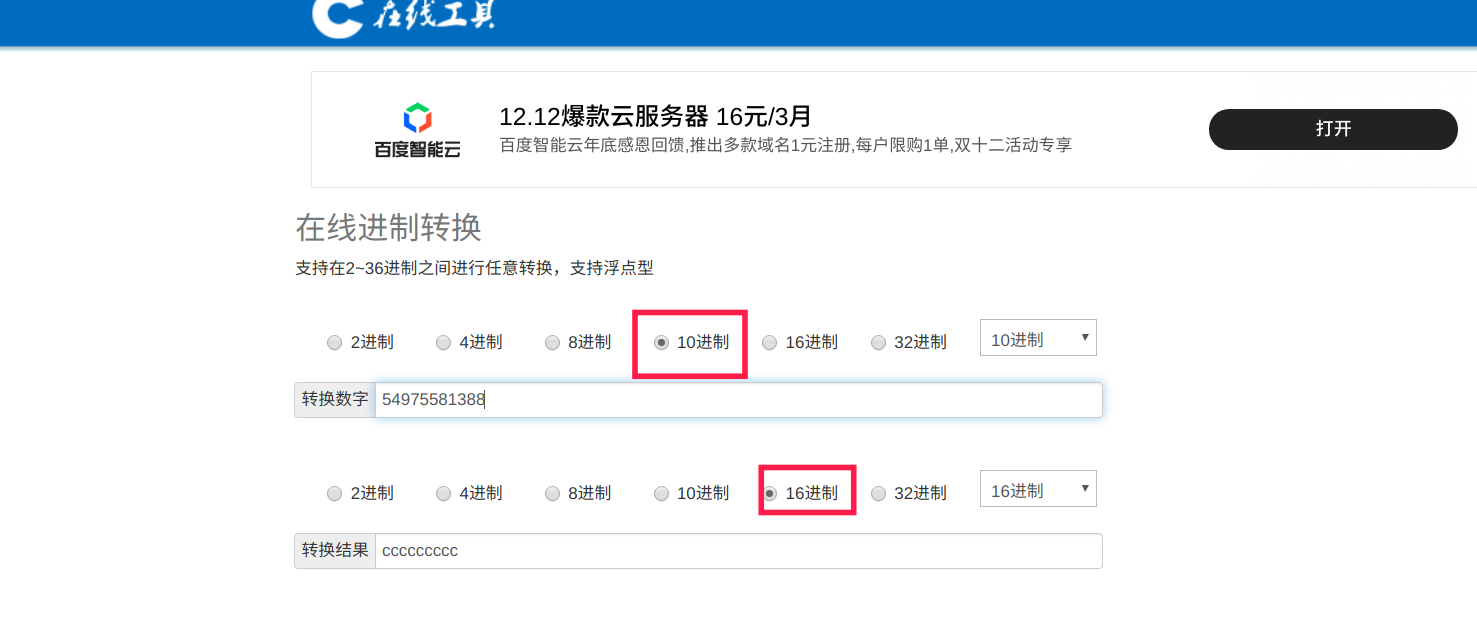 在线工具
12.12爆款云服务器 16元/3月
百度智能云
百度智能云年底感恩回馈,推出多款域名1元注册,每户限购1单,双十二活动专享
打开
在线进制转换
支持在2~36进制之间进行任意转换，支持浮点型
2进制 4进制 8进制 10进制 16进制 32进制 10进制
转换数字 54975581388
2进制 4进制 8进制 10进制 16进制 32进制 16进制
转换结果 ccccccccc